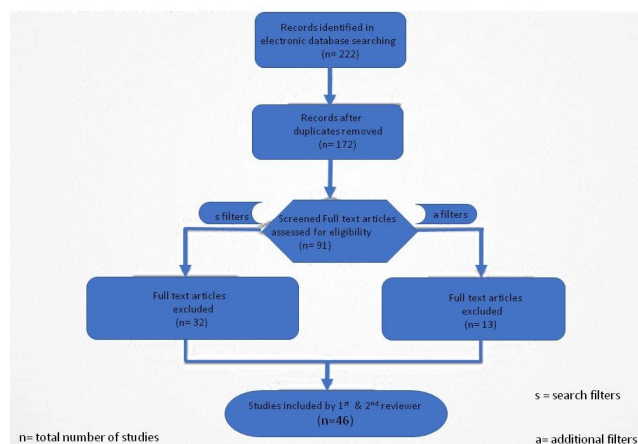 Records identified in
electronic database searching
(n= 222)
Records after
duplicates removed
(n= 172)
s filters
Screened Full text articles
assessed for eligibility
(n= 91)
a filters
Full text articles
excluded
(n= 32)
Full text articles
excluded
(n= 13)
Studies included by 1st & 2nd reviewer
(n=46)
s = search filters
n= total number of studies
a= additional filters